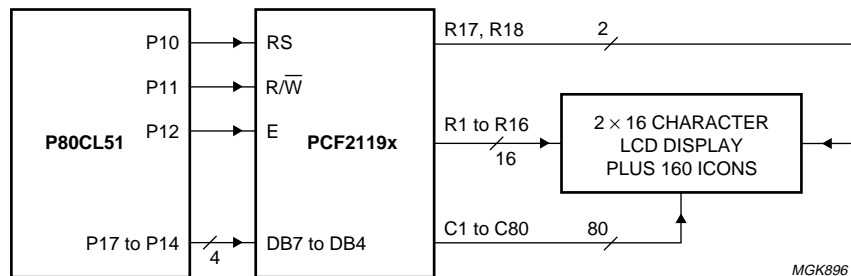 P80CL51
P10
P11
P12
P17 to P14
4
RS
R/W̅
E
DB7 to DB4
PCF2119x
R17, R18
2
R1 to R16
16
C1 to C80
80
2 × 16 CHARACTER
LCD DISPLAY
PLUS 160 ICONS
MGK896